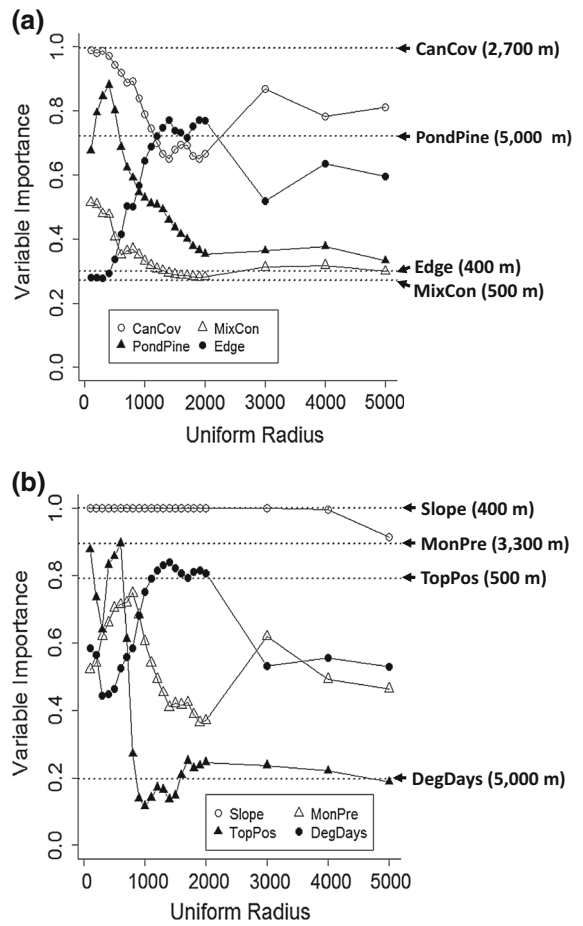 (a)
1.0
0.8
0.6
0.4
0.2
0.0
Variable Importance
CanCov (2,700 m)
PondPine (5,000 m)
Edge (400 m)
MixCon (500 m)
CanCov MixCon
PondPine Edge
0 1000 2000 3000 4000 5000
Uniform Radius
(b)
1.0
0.8
0.6
0.4
0.2
0.0
Variable Importance
Slope (400 m)
MonPre (3,300 m)
TopPos (500 m)
DegDays (5,000 m)
Slope MonPre
TopPos DegDays
0 1000 2000 3000 4000 5000
Uniform Radius